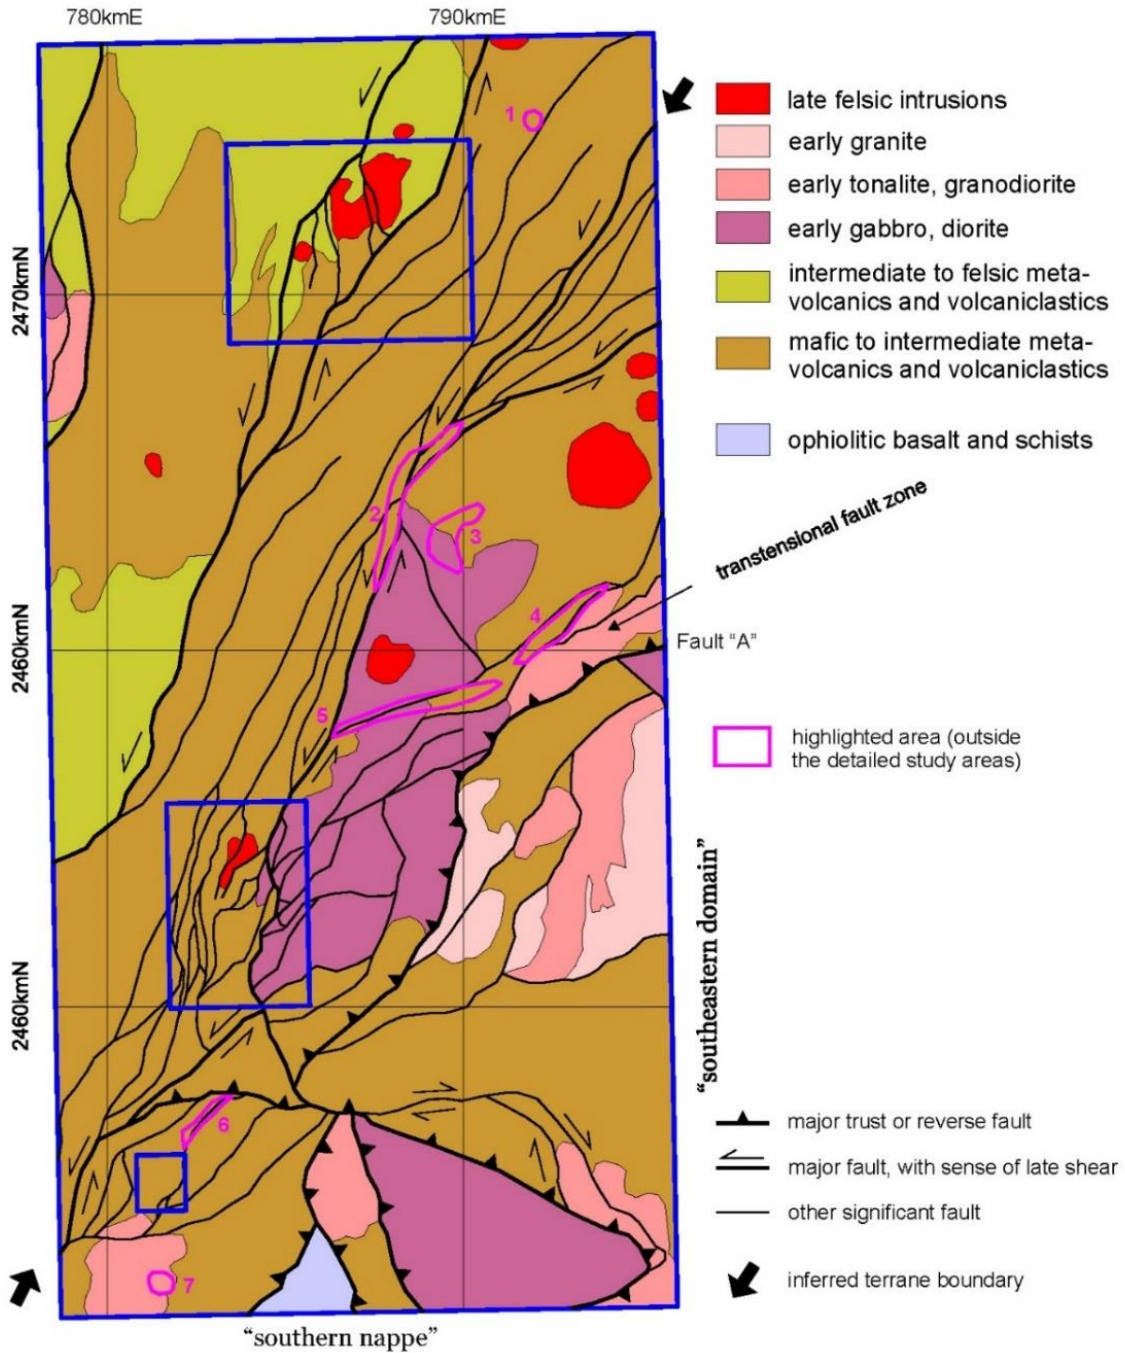 780kmE
790kmE
late felsic intrusions
early granite
early tonalite, granodiorite
early gabbro, diorite
intermediate to felsic meta-
volcanics and volcaniclastics
mafic to intermediate meta-
volcanics and volcaniclastics
ophiolitic basalt and schists
transtensional fault zone
Fault "A"
highlighted area (outside
the detailed study areas)
2470kmN
2460kmN
2460kmN
1
2
3
4
5
6
7
"southeastern domain"
major trust or reverse fault
major fault, with sense of late shear
other significant fault
inferred terrane boundary
"southern nappe"